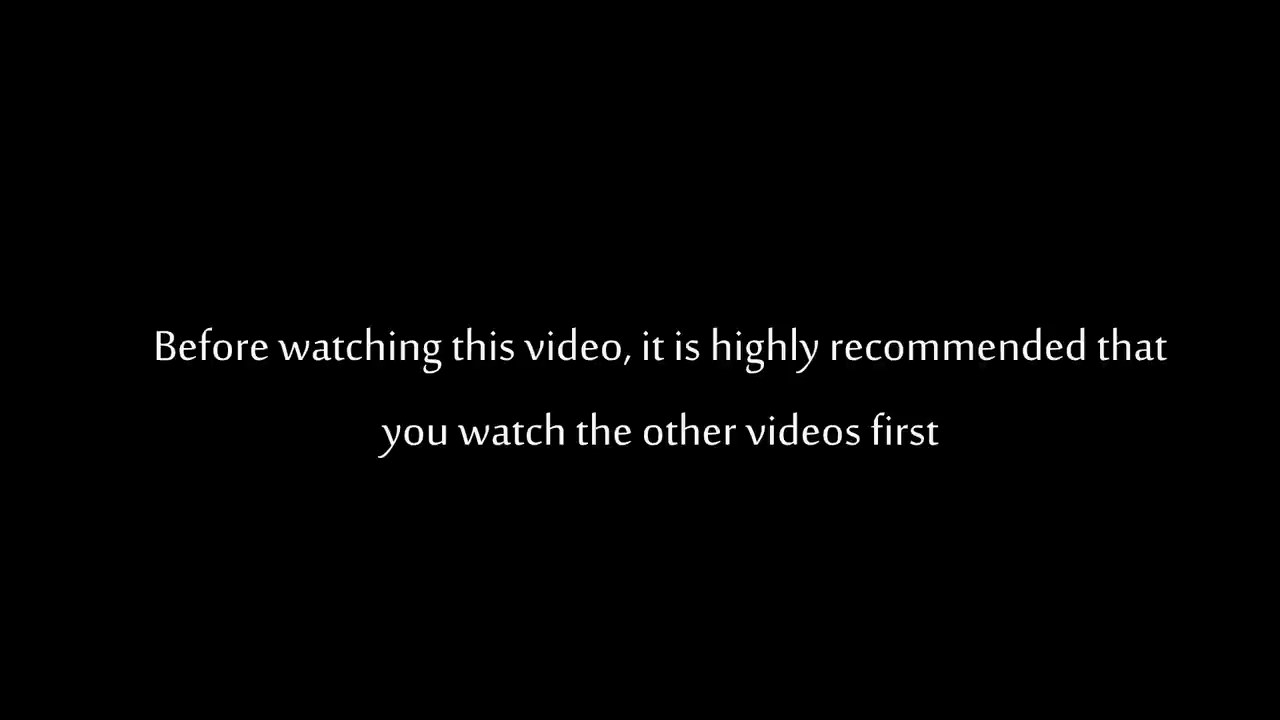 Before watching this video, it is highly recommended that
you watch the other videos first